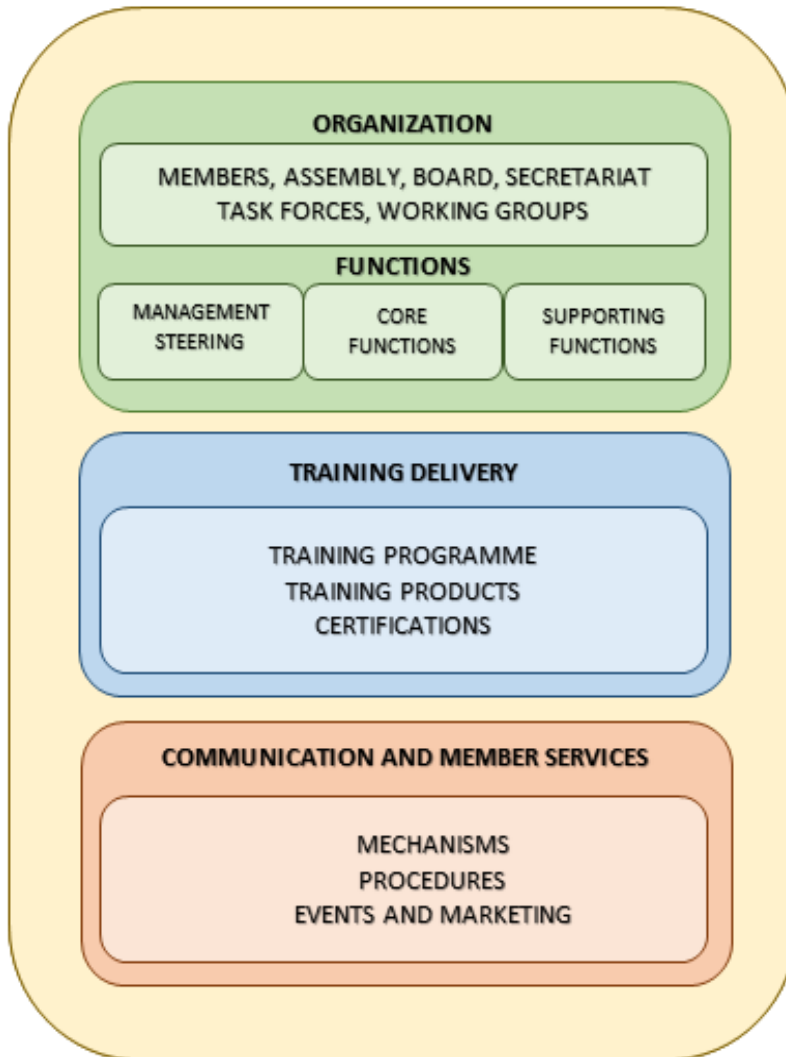 ORGANIZATION
MEMBERS, ASSEMBLY, BOARD, SECRETARIAT
TASK FORCES, WORKING GROUPS
FUNCTIONS
MANAGEMENT
STEERING
CORE
FUNCTIONS
SUPPORTING
FUNCTIONS
TRAINING DELIVERY
TRAINING PROGRAMME
TRAINING PRODUCTS
CERTIFICATIONS
COMMUNICATION AND MEMBER SERVICES
MECHANISMS
PROCEDURES
EVENTS AND MARKETING